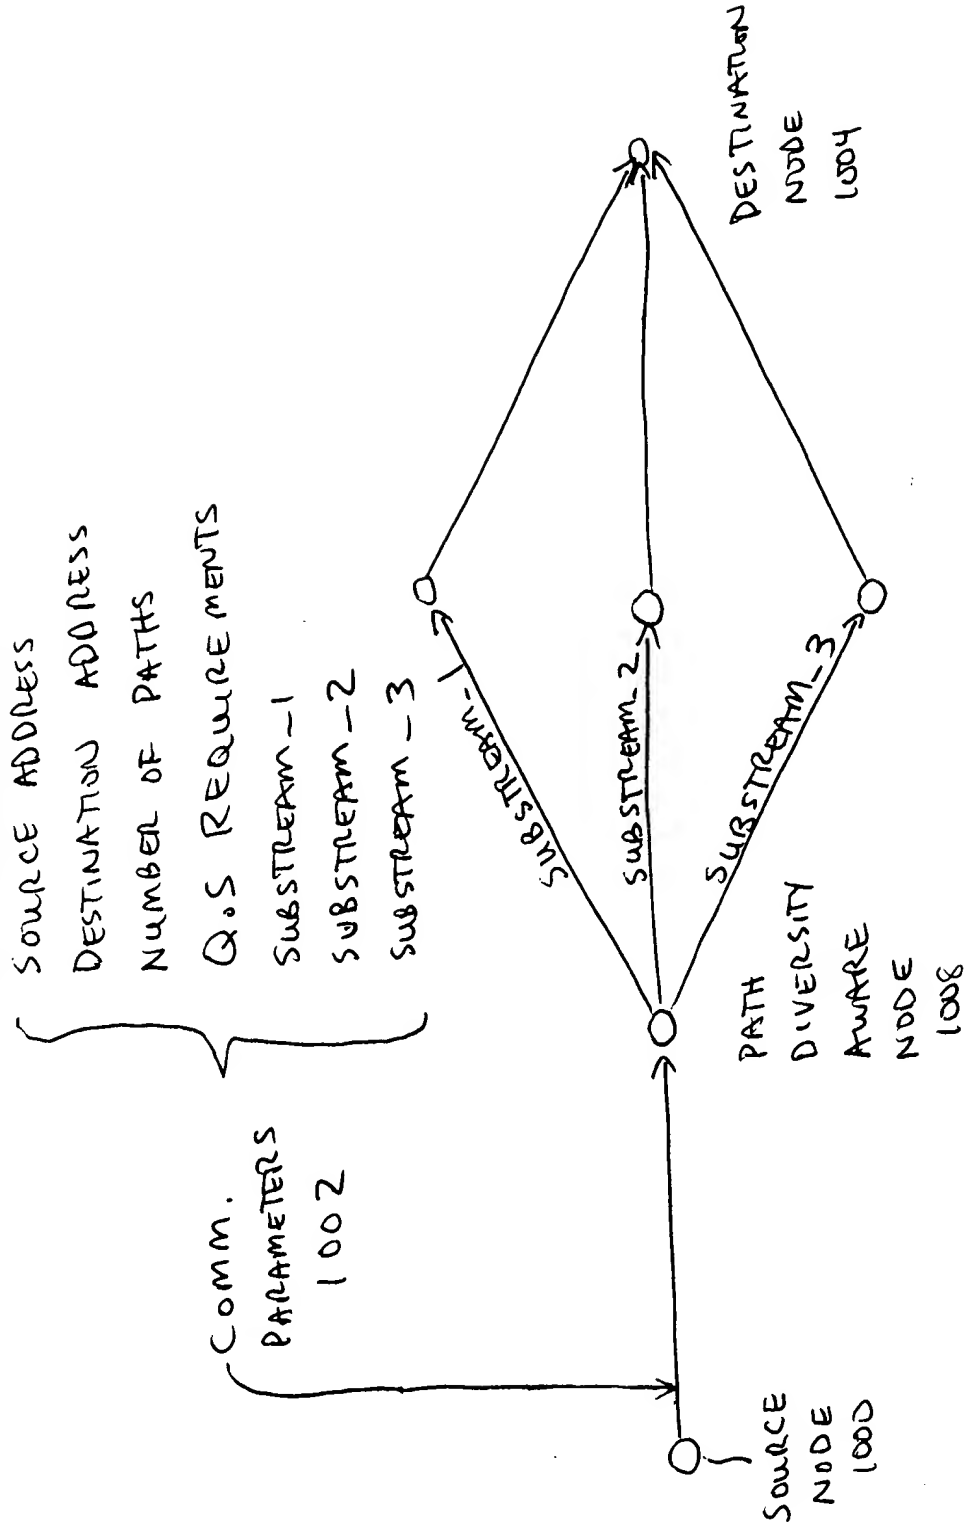 SOURCE ADDRESS
DESTINATION ADDRESS
NUMBER OF PATHS
QoS REQUIREMENTS
SUBSTREAM_1
SUBSTREAM_2
SUBSTREAM_3
COMM.
PARAMETERS
1002
SUBSTREAM_1
SUBSTREAM_2
SUBSTREAM_3
SOURCE
NODE
1000
PATH
DIVERSITY
AWARE
NODE
1008
DESTINATION
NODE
1004